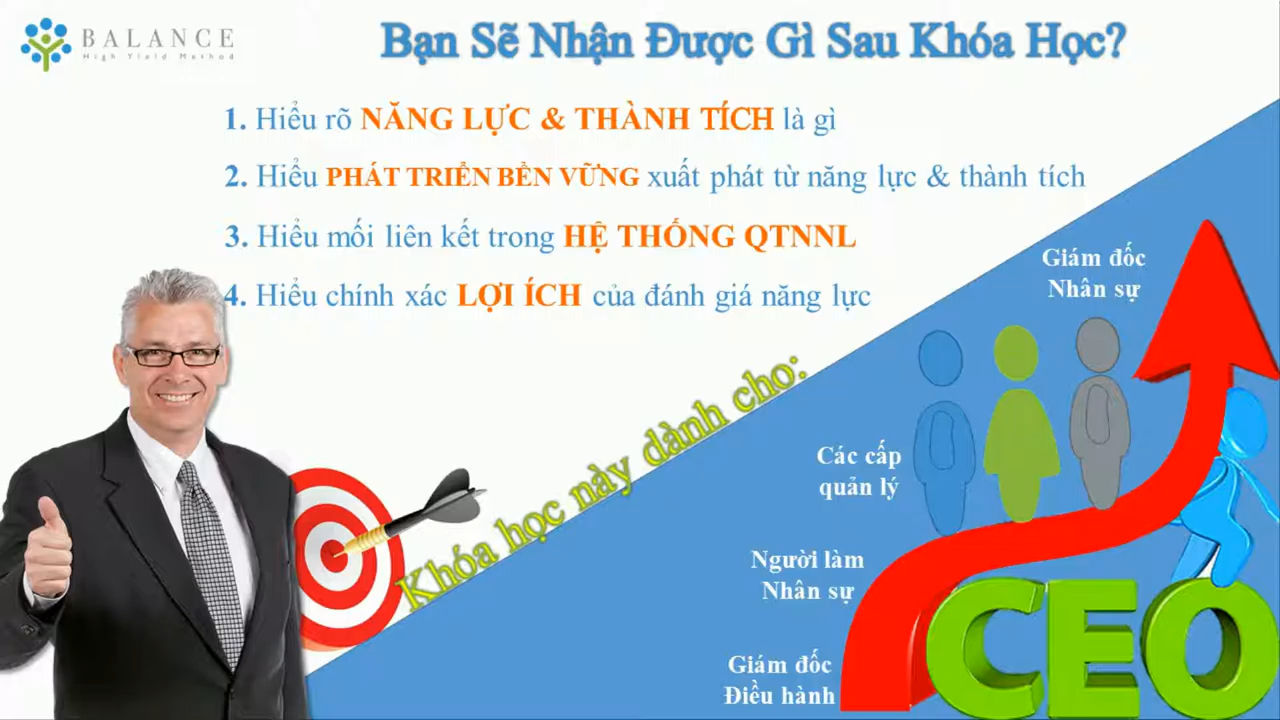 BALANCE
High Yield Method
Bạn Sẽ Nhận Được Gì Sau Khóa Học?
1. Hiểu rõ NĂNG LỰC & THÀNH TÍCH là gì
2. Hiểu PHÁT TRIỂN BỀN VỮNG xuất phát từ năng lực & thành tích
3. Hiểu mối liên kết trong HỆ THỐNG QTNNL
4. Hiểu chính xác LỢI ÍCH của đánh giá năng lực
Khóa học này dành cho:
Giám đốc
Nhân sự
Các cấp
quản lý
Người làm
Nhân sự
Giám đốc
Điều hành
CEO